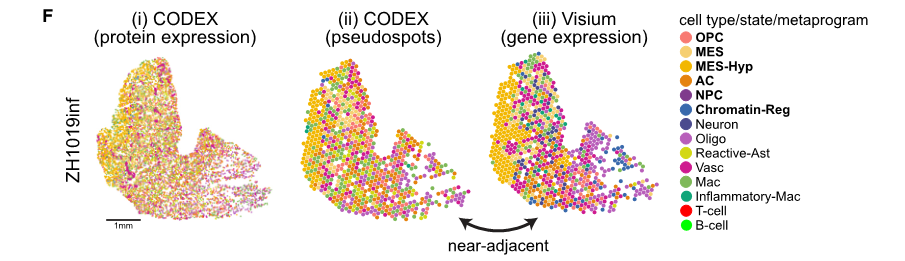 F
(i) CODEX
(protein expression)
(ii) CODEX
(pseudospots)
(iii) Visium
(gene expression)
ZH1019inf
1mm
near-adjacent
cell type/state/metaprogram
OPC
MES
MES-Hyp
AC
NPC
Chromatin-Reg
Neuron
Oligo
Reactive-Ast
Vasc
Mac
Inflammatory-Mac
T-cell
B-cell